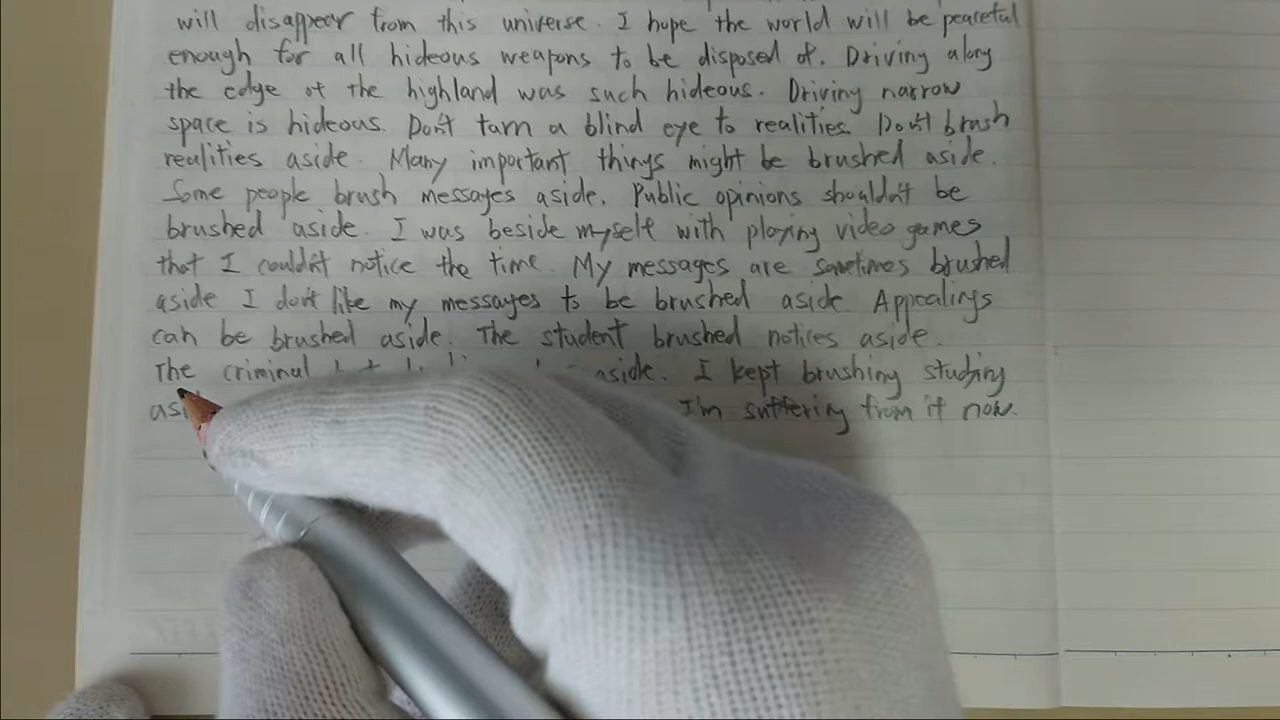 will disappear from this universe. I hope the world will be peaceful
enough for all hideous weapons to be disposed of. Driving along
the edge of the highland was such hideous. Driving narrow
space is hideous. Don't turn a blind eye to realities. Don't brush
realities aside. Many important things might be brushed aside.
Some people brush messages aside. Public opinions shouldn't be
brushed aside. I was beside myself with playing video games
that I couldn't notice the time. My messages are sometimes brushed
aside I don't like my messages to be brushed aside Appealings
can be brushed aside. The student brushed notices aside.
The criminal aside. I kept brushing studying
I'm suffering from it now.